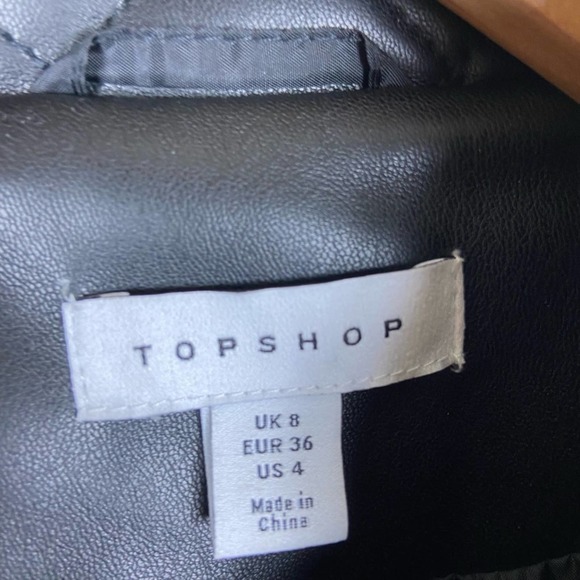 TOPSHOP
UK 8
EUR 36
US 4
Made in
China